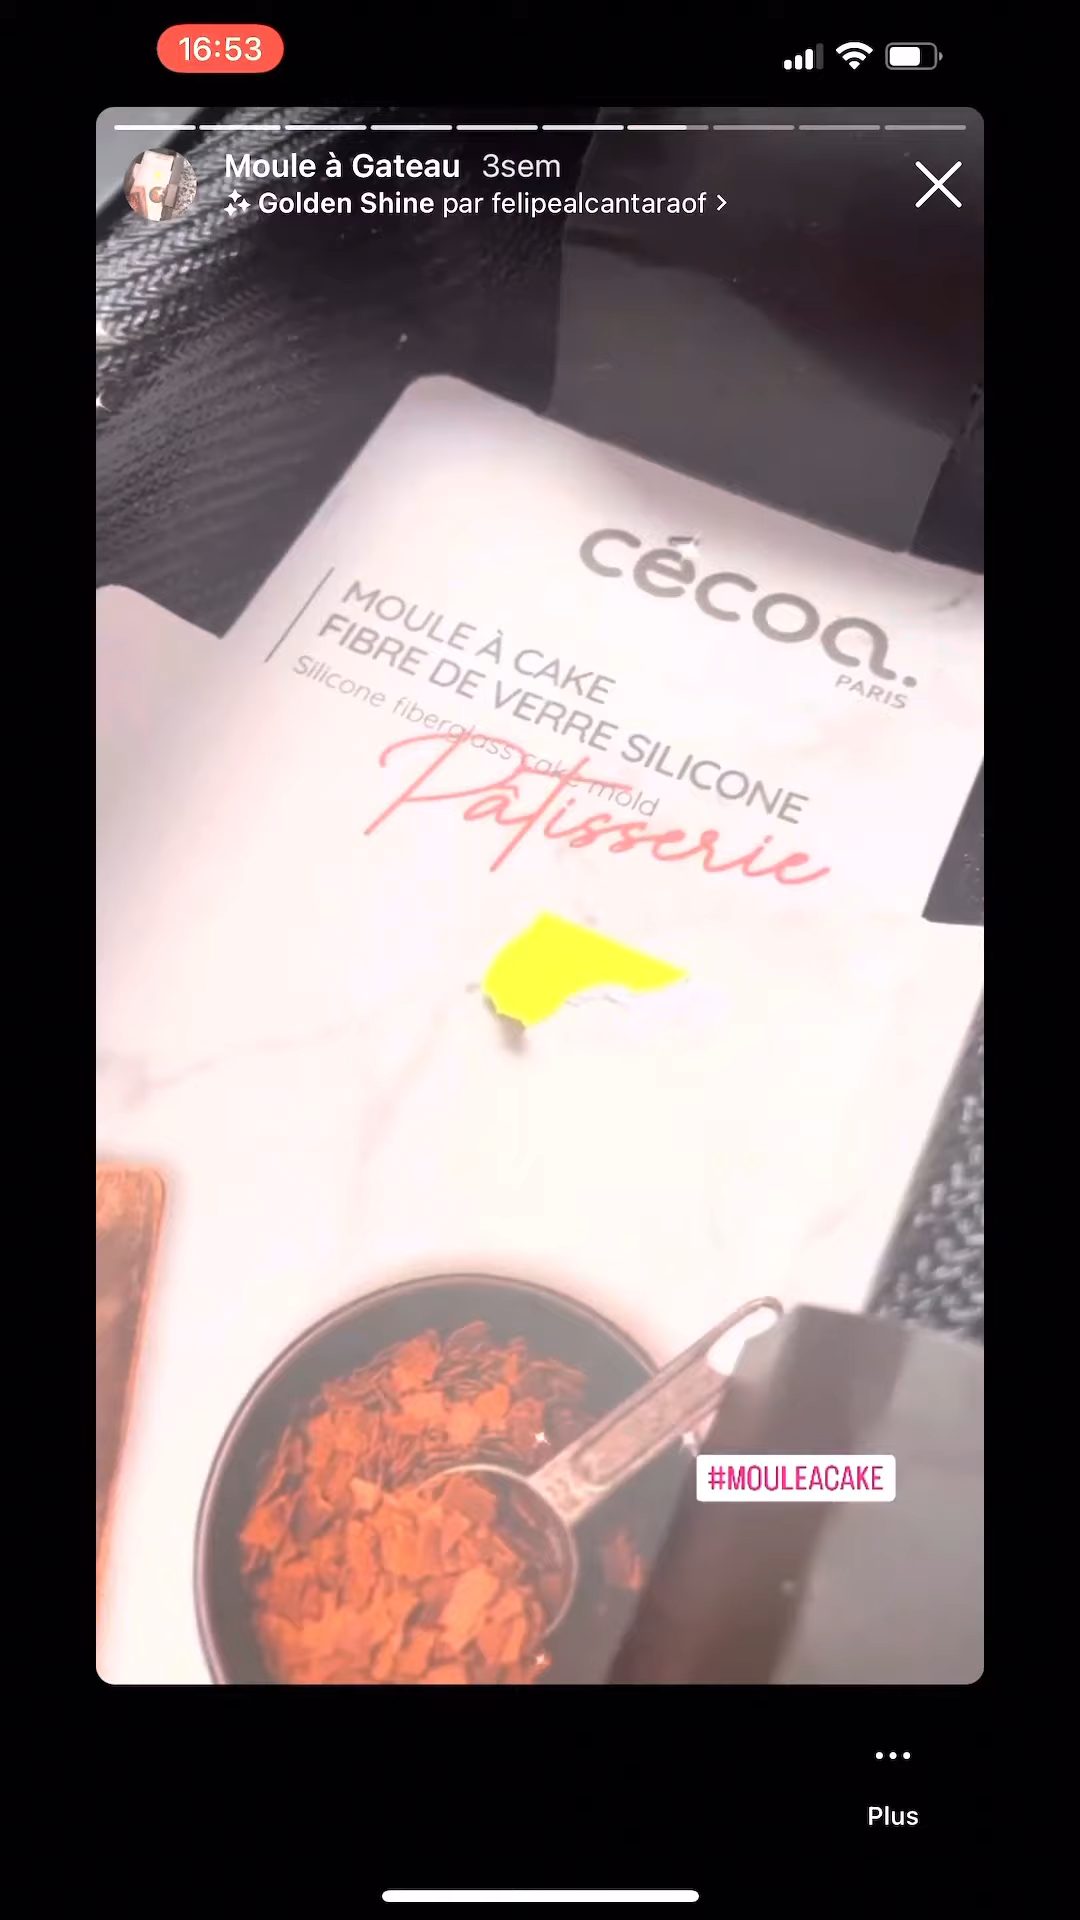 16:53
Moule à Gateau 3sem
Golden Shine par felipealcantaraof >
cécoa.
PARIS
MOULE À CAKE
FIBRE DE VERRE SILICONE
Silicone fiberglass cake mold
Pâtisserie
#MOULEACAKE
Plus